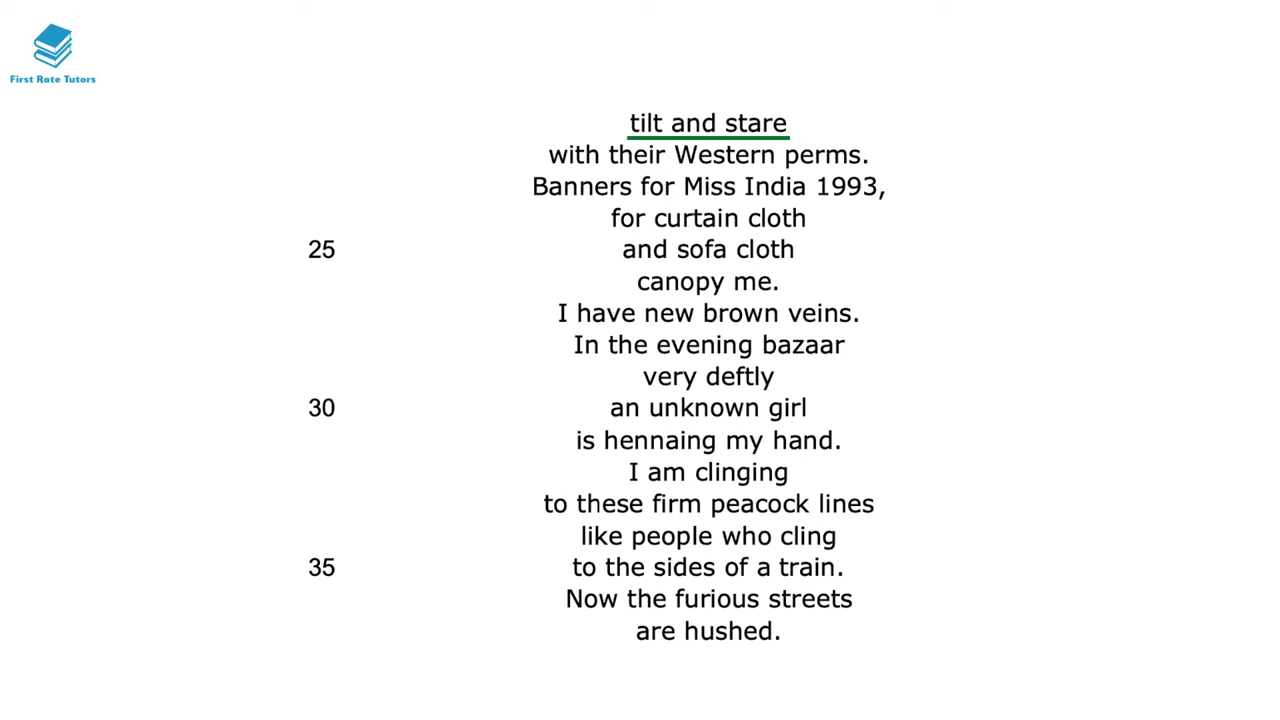 First Rate Tutors
tilt and stare
with their Western perms.
Banners for Miss India 1993,
for curtain cloth
25 and sofa cloth
canopy me.
I have new brown veins.
In the evening bazaar
very deftly
30 an unknown girl
is hennaing my hand.
I am clinging
to these firm peacock lines
like people who cling
35 to the sides of a train.
Now the furious streets
are hushed.